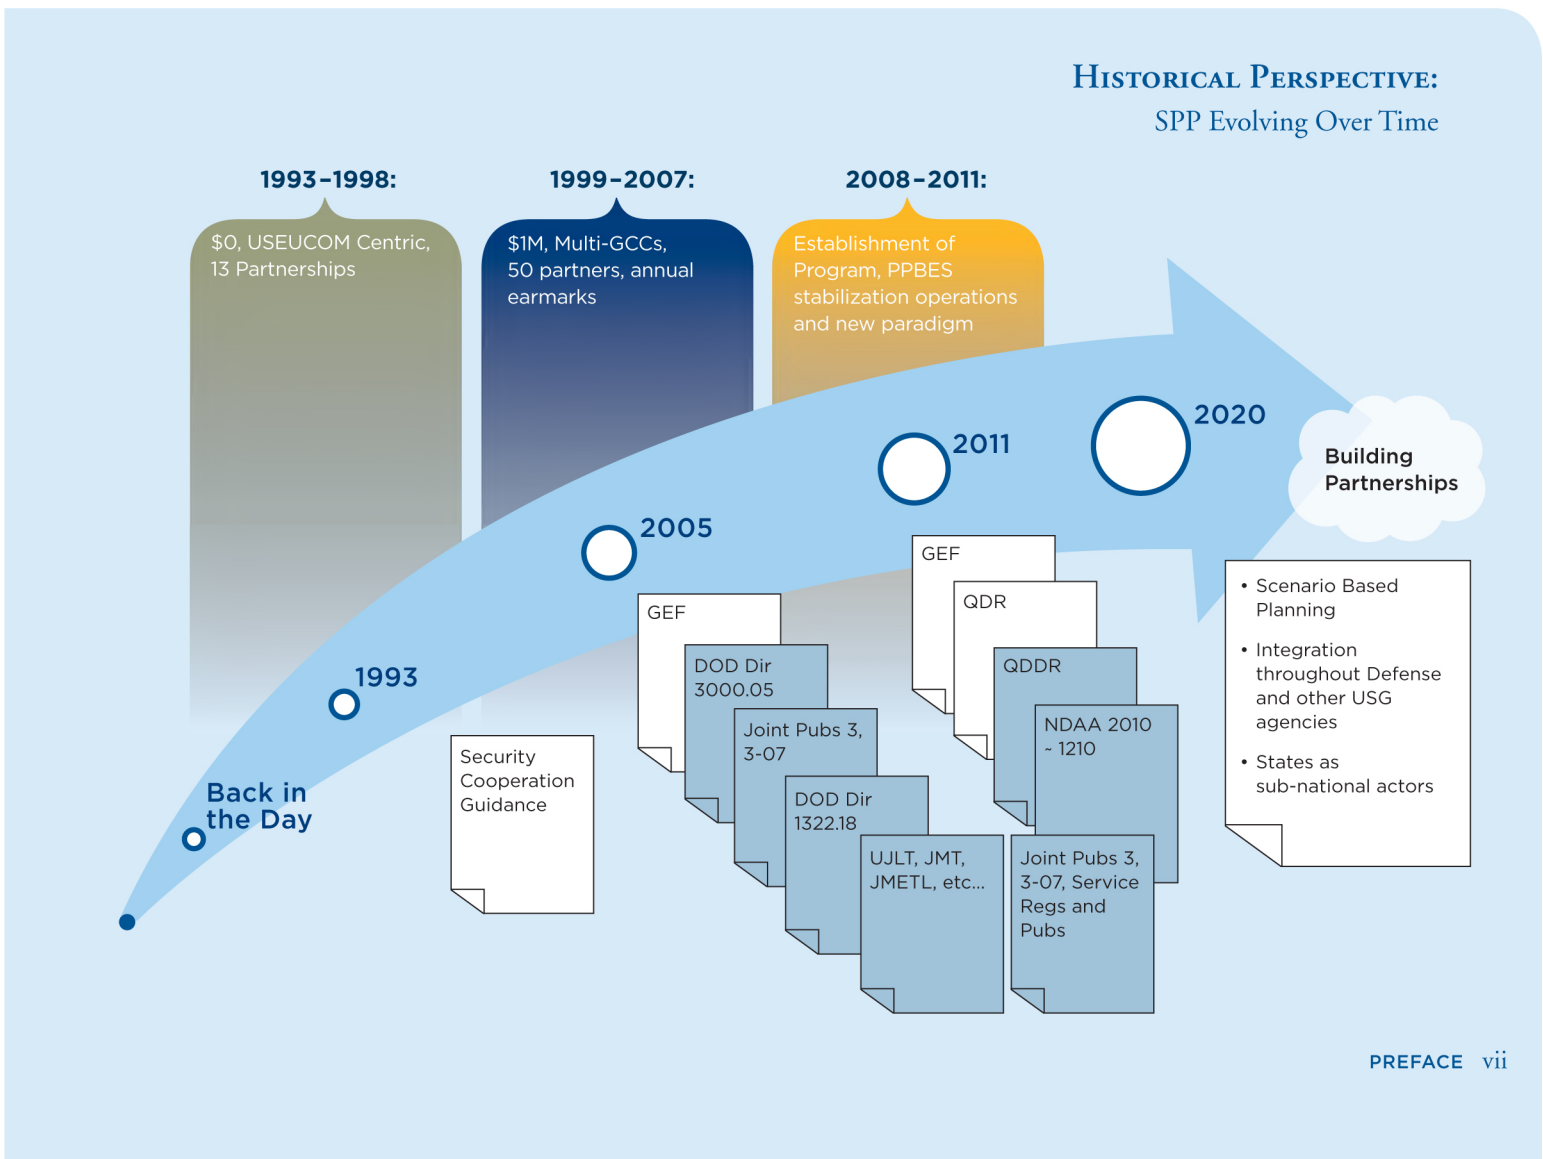 HISTORICAL PERSPECTIVE:
SPP Evolving Over Time
1993–1998:
$0, USEUCOM Centric,
13 Partnerships
1999–2007:
$1M, Multi-GCCs,
50 partners, annual
earmarks
2008–2011:
Establishment of
Program, PPBES
stabilization operations
and new paradigm
Back in
the Day
1993
2005
2011
2020
Building
Partnerships
Security
Cooperation
Guidance
GEF
DOD Dir
3000.05
Joint Pubs 3,
3-07
DOD Dir
1322.18
UJLT, JMT,
JMETL, etc...
GEF
QDR
QDDR
NDAA 2010
~ 1210
Joint Pubs 3,
3-07, Service
Regs and
Pubs
• Scenario Based
Planning
• Integration
throughout Defense
and other USG
agencies
• States as
sub-national actors
PREFACE vii